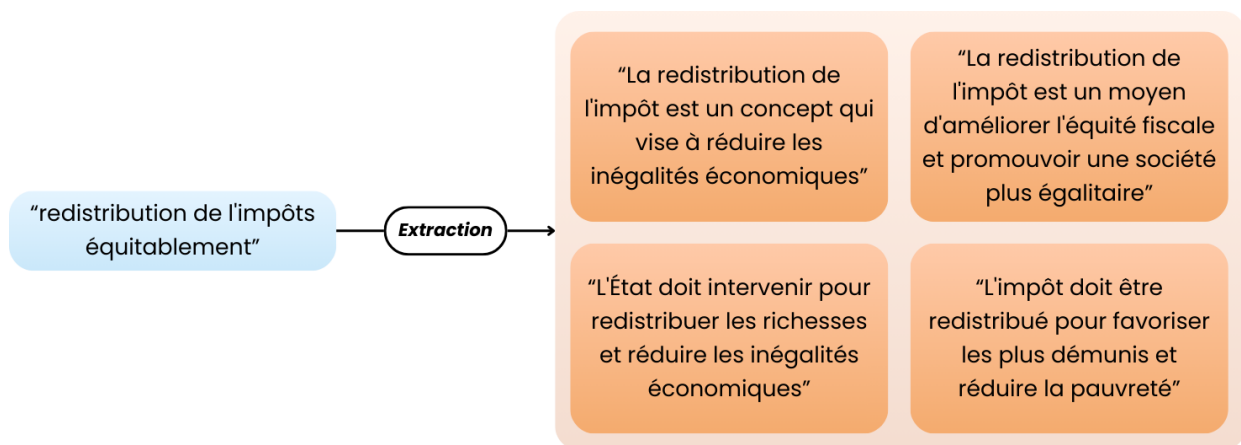 “redistribution de l'impôts
équitablement”
Extraction
“La redistribution de
l'impôt est un concept qui
vise à réduire les
inégalités économiques”
“La redistribution de
l'impôt est un moyen
d'améliorer l'équité fiscale
et promouvoir une société
plus égalitaire”
“L'État doit intervenir pour
redistribuer les richesses
et réduire les inégalités
économiques”
“L'impôt doit être
redistribué pour favoriser
les plus démunis et
réduire la pauvreté”